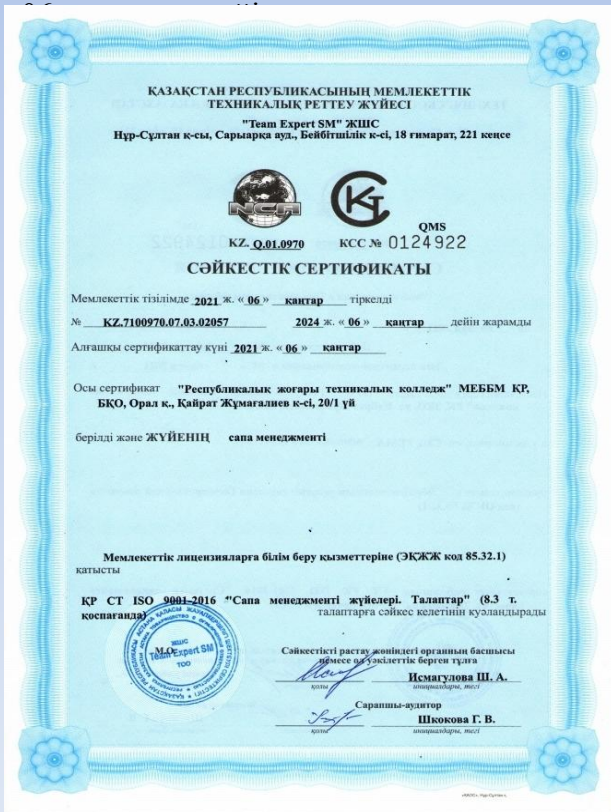 ҚАЗАҚСТАН РЕСПУБЛИКАСЫНЫҢ МЕМЛЕКЕТТІК
ТЕХНИКАЛЫҚ РЕТТЕУ ЖҮЙЕСІ
"Team Expert SM" ЖШС
Нұр-Сұлтан қ-сы, Сарыарқа ауд., Бейбітшілік к-сі, 18 ғимарат, 221 кеңсе
NCA
QMS
KZ. Q.01.0970 КСС № 0124922
СӘЙКЕСТІК СЕРТИФИКАТЫ
Мемлекеттік тізілімде 2021 ж. « 06 » қаңтар тіркелді
№ KZ.7100970.07.03.02057 2024 ж. « 06 » қаңтар дейін жарамды
Алғашқы сертификаттау күні 2021 ж. « 06 » қаңтар
Осы сертификат "Республикалық жоғары техникалық колледж" МЕББМ ҚР,
БҚО, Орал қ., Қайрат Жұмағалиев к-сі, 20/1 үй
берілді және ЖҮЙЕНІҢ сапа менеджменті
Мемлекеттік лицензияларға білім беру қызметтеріне (ЭҚЖЖ код 85.32.1)
қатысты
ҚР СТ ISO 9001-2016 "Сапа менеджменті жүйелері. Талаптар" (8.3 т.
қоспағанда) талаптарға сәйкес келетінін куәландырады
М.О.
ЖШС
Team Expert SM
ТОО
Сәйкестікті растау жөніндегі органның басшысы
немесе ол уәкілеттік берген тұлға
Исмагулова Ш. А.
қолы инициалдары, тегі
Сарапшы-аудитор
Шкокова Г. В.
қолы инициалдары, тегі